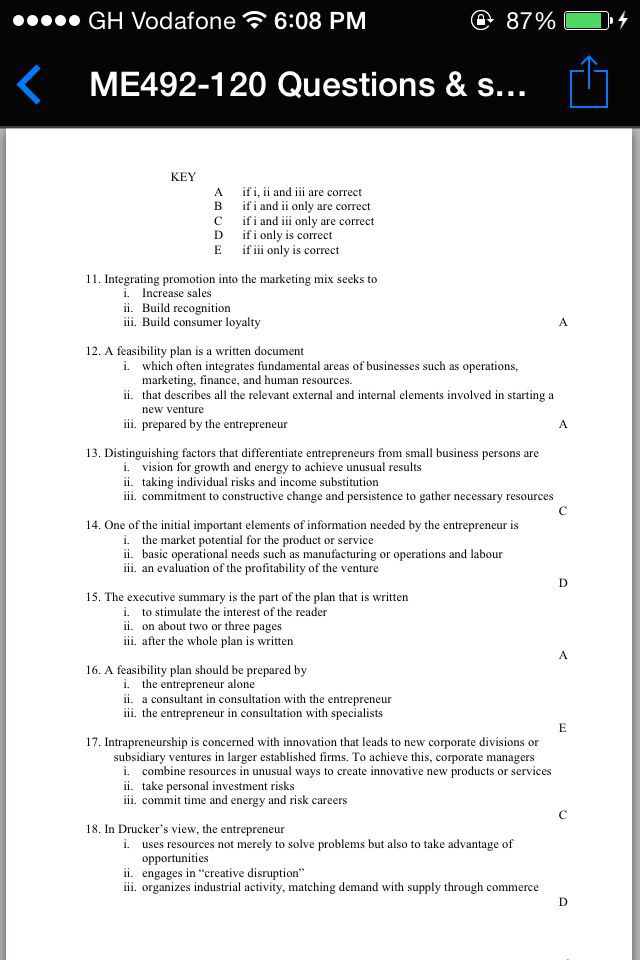 GH Vodafone 6:08 PM 87%
ME492-120 Questions & s...
KEY
A if i, ii and iii are correct
B if i and ii only are correct
C if i and iii only are correct
D if i only is correct
E if iii only is correct
11. Integrating promotion into the marketing mix seeks to
i. Increase sales
ii. Build recognition
iii. Build consumer loyalty A
12. A feasibility plan is a written document
i. which often integrates fundamental areas of businesses such as operations,
marketing, finance, and human resources.
ii. that describes all the relevant external and internal elements involved in starting a
new venture
iii. prepared by the entrepreneur A
13. Distinguishing factors that differentiate entrepreneurs from small business persons are
i. vision for growth and energy to achieve unusual results
ii. taking individual risks and income substitution
iii. commitment to constructive change and persistence to gather necessary resources
C
14. One of the initial important elements of information needed by the entrepreneur is
i. the market potential for the product or service
ii. basic operational needs such as manufacturing or operations and labour
iii. an evaluation of the profitability of the venture
D
15. The executive summary is the part of the plan that is written
i. to stimulate the interest of the reader
ii. on about two or three pages
iii. after the whole plan is written
A
16. A feasibility plan should be prepared by
i. the entrepreneur alone
ii. a consultant in consultation with the entrepreneur
iii. the entrepreneur in consultation with specialists
E
17. Intrapreneurship is concerned with innovation that leads to new corporate divisions or
subsidiary ventures in larger established firms. To achieve this, corporate managers
i. combine resources in unusual ways to create innovative new products or services
ii. take personal investment risks
iii. commit time and energy and risk careers
C
18. In Drucker’s view, the entrepreneur
i. uses resources not merely to solve problems but also to take advantage of
opportunities
ii. engages in “creative disruption”
iii. organizes industrial activity, matching demand with supply through commerce
D